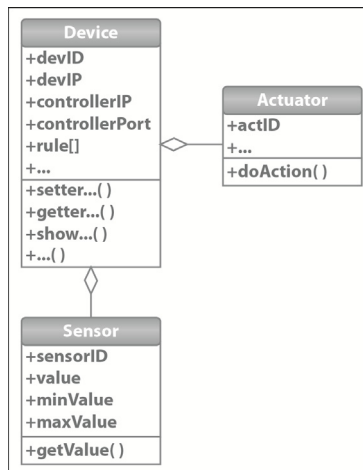 Device
+devID
+devIP
+controllerIP
+controllerPort
+rule[]
+...
+setter...( )
+getter...( )
+show...( )
+...( )
Actuator
+actID
+...
+doAction( )
Sensor
+sensorID
+value
+minValue
+maxValue
+getValue( )